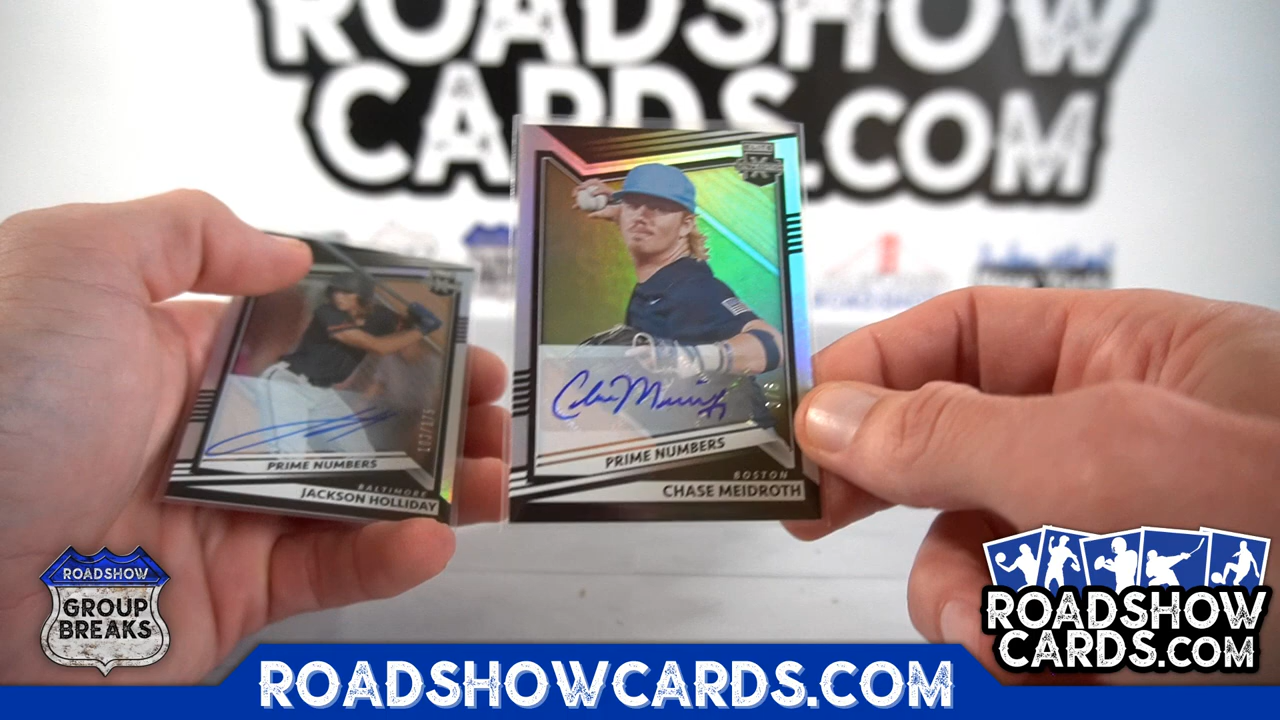 ROADSHOW
CARDS.COM
PRIME NUMBERS
BALTIMORE
JACKSON HOLLIDAY
PRIME NUMBERS
BOSTON
CHASE MEIDROTH
ROADSHOW
GROUP
BREAKS
ROADSHOW
CARDS.COM
ROADSHOWCARDS.COM